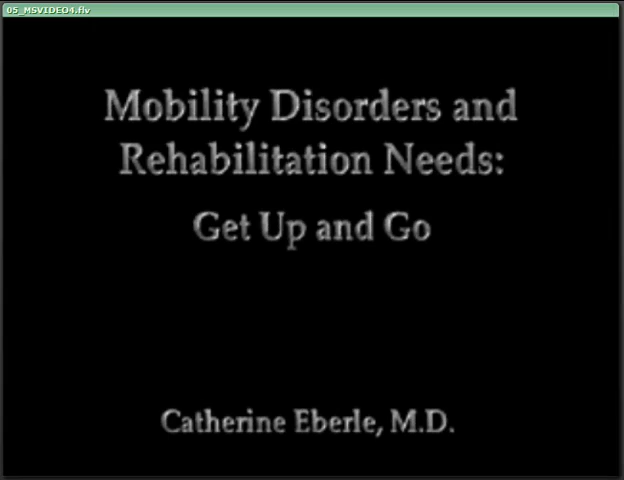 05_MSVIDEO4.flv
Mobility Disorders and
Rehabilitation Needs:
Get Up and Go
Catherine Eberle, M.D.